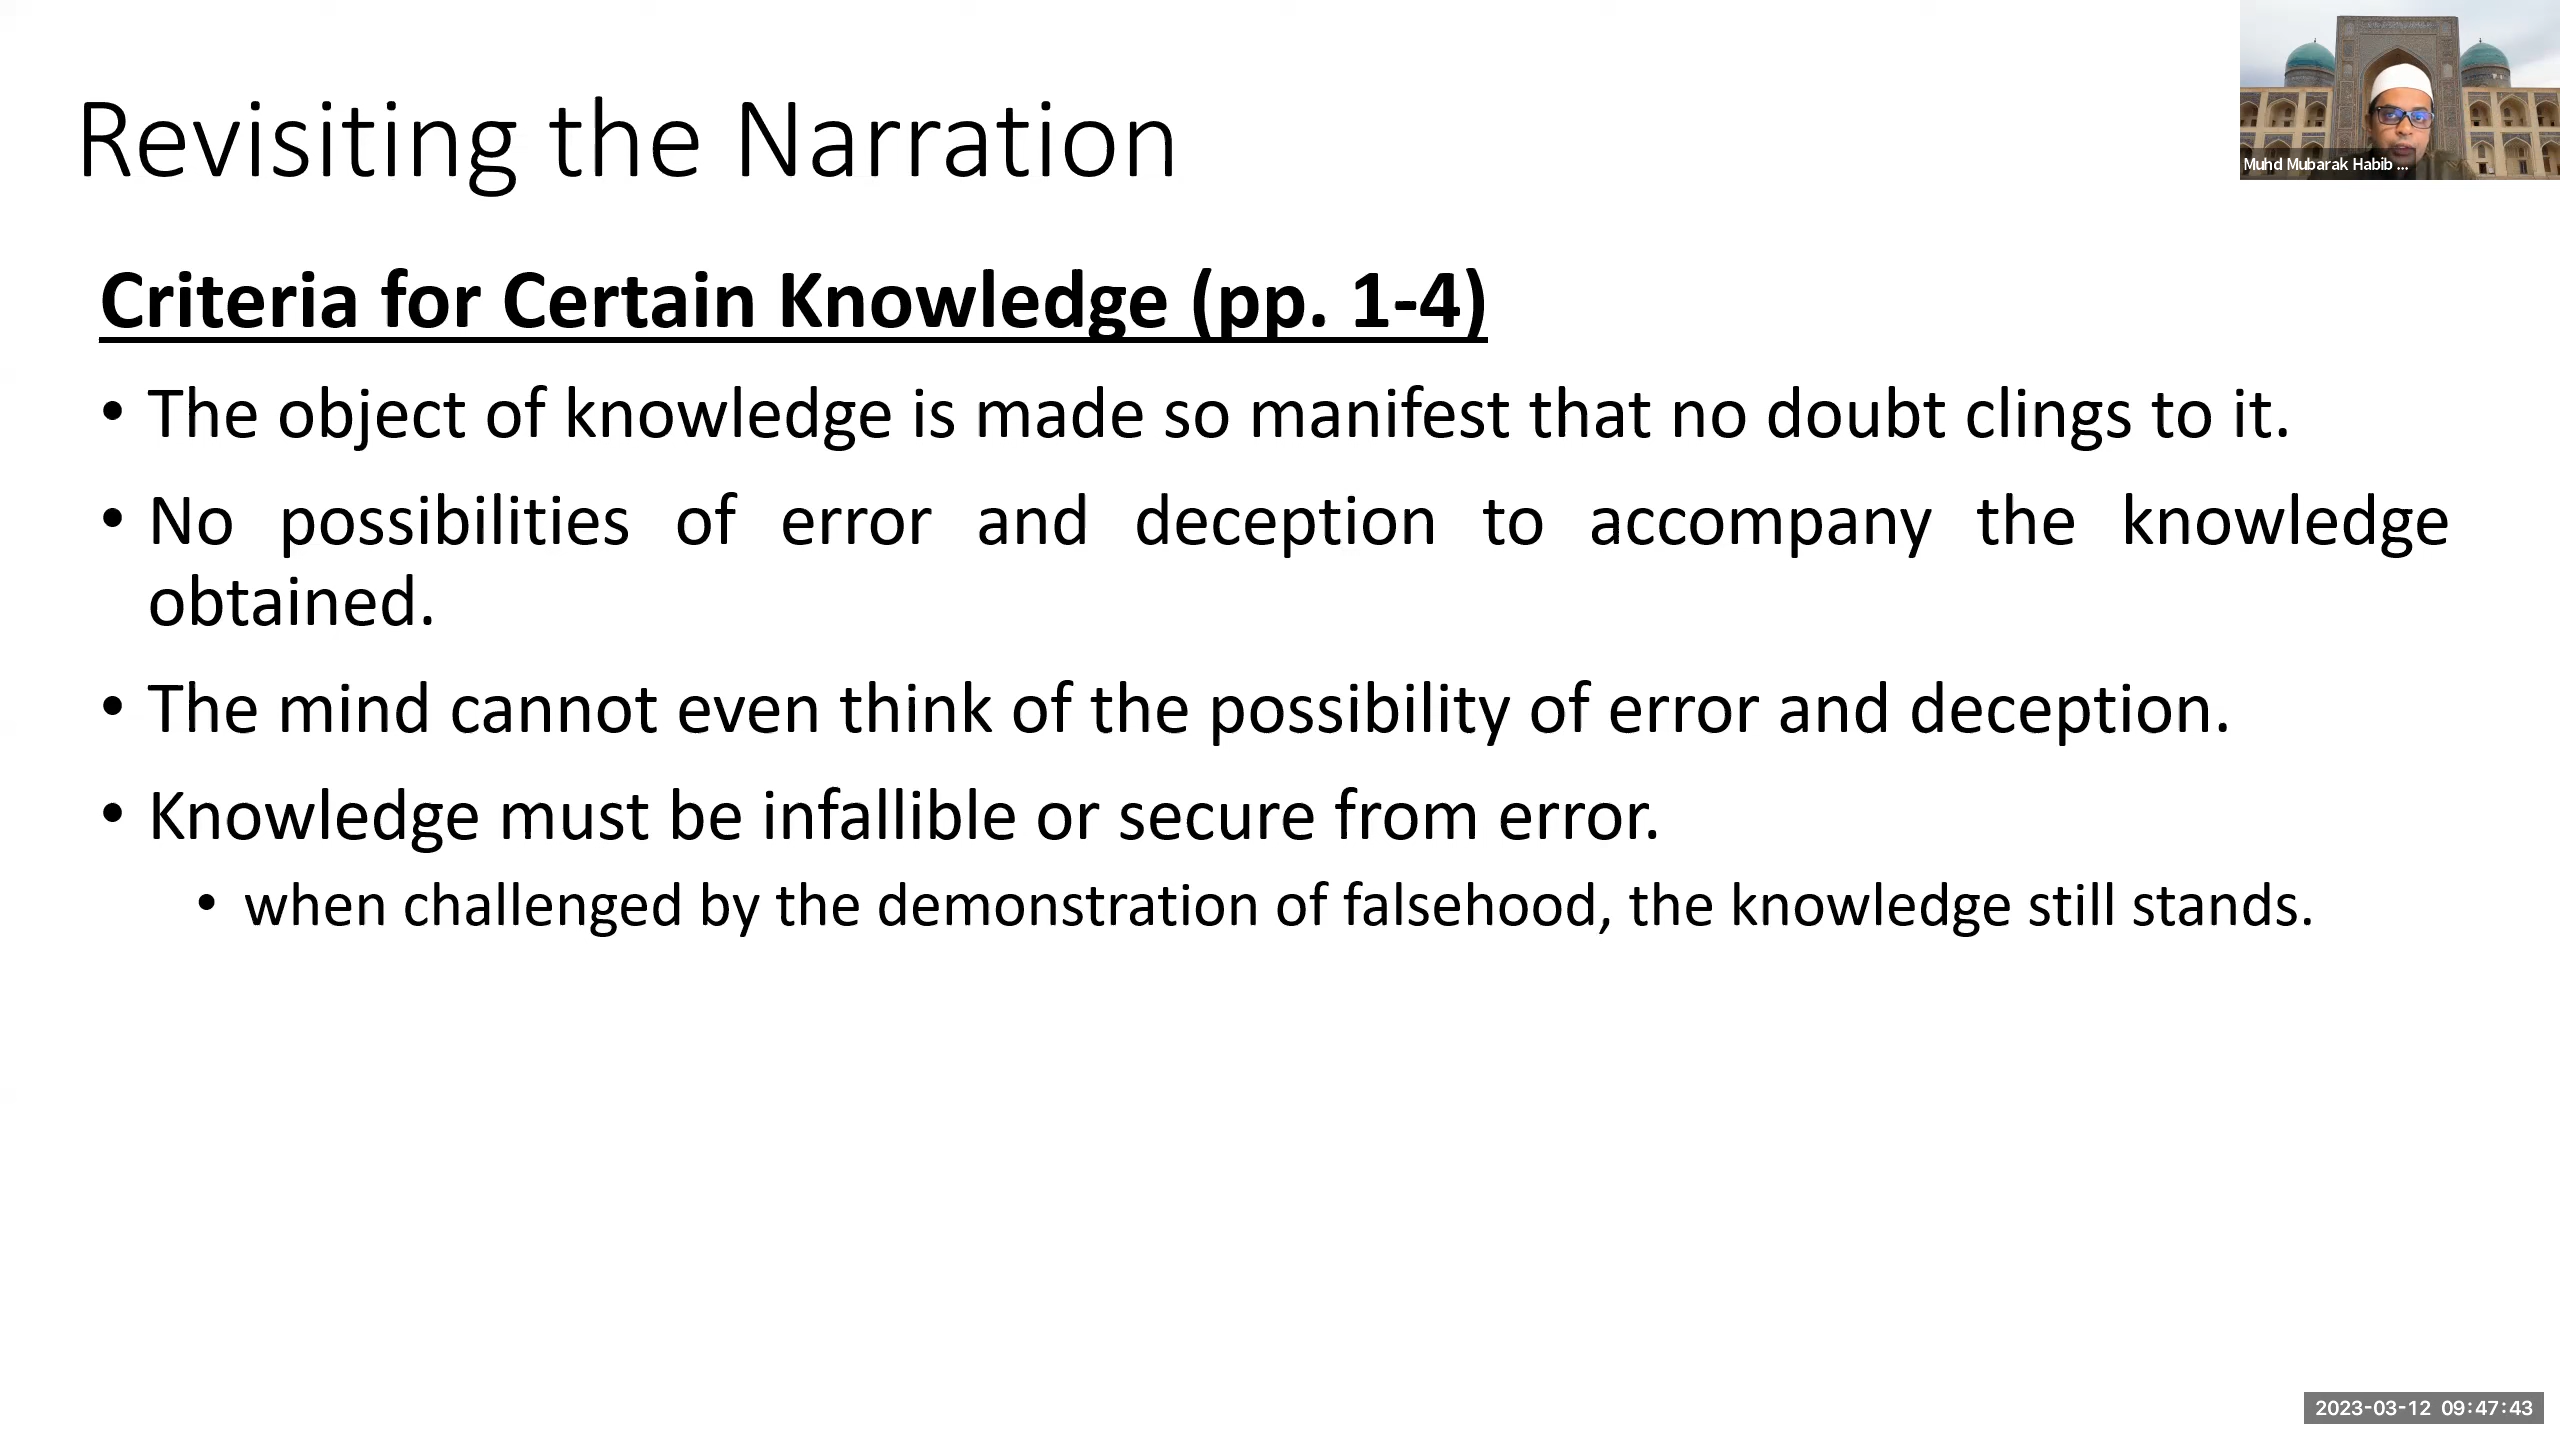 Revisiting the Narration
Muhd Mubarak Habib ...
Criteria for Certain Knowledge (pp. 1-4)
• The object of knowledge is made so manifest that no doubt clings to it.
• No possibilities of error and deception to accompany the knowledge
obtained.
• The mind cannot even think of the possibility of error and deception.
• Knowledge must be infallible or secure from error.
• when challenged by the demonstration of falsehood, the knowledge still stands.
2023-03-12 09:47:43